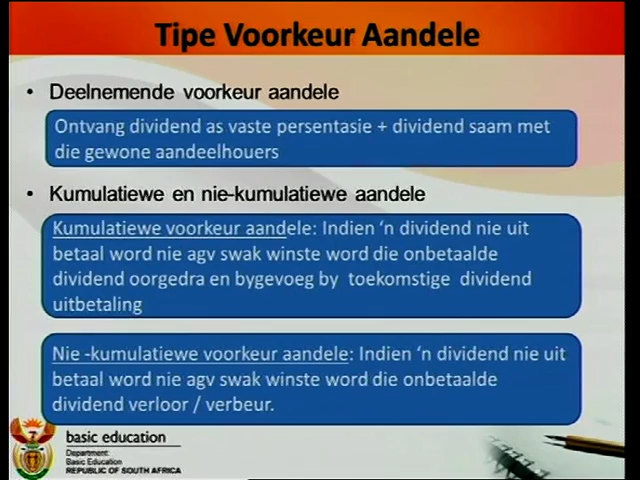 Tipe Voorkeur Aandele
• Deelnemende voorkeur aandele
Ontvang dividend as vaste persentasie + dividend saam met
die gewone aandeelhouers
• Kumulatiewe en nie-kumulatiewe aandele
Kumulatiewe voorkeur aandele: Indien ‘n dividend nie uit
betaal word nie agv swak winste word die onbetaalde
dividend oorgedra en bygevoeg by toekomstige dividend
uitbetaling
Nie -kumulatiewe voorkeur aandele: Indien ‘n dividend nie uit
betaal word nie agv swak winste word die onbetaalde
dividend verloor / verbeur.
basic education
Department:
Basic Education
REPUBLIC OF SOUTH AFRICA